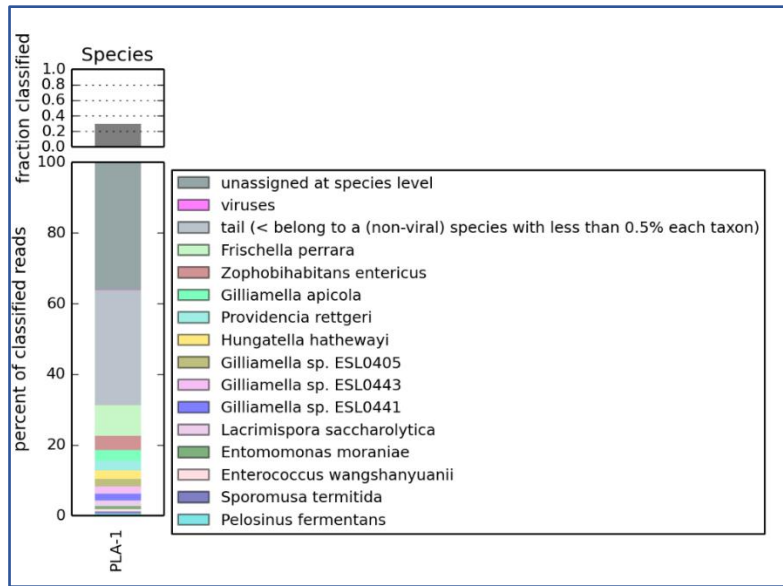 Species
fraction classified
1.0
0.8
0.6
0.4
0.2
0.0
percent of classified reads
100
80
60
40
20
0
PLA-1
unassigned at species level
viruses
tail (< belong to a (non-viral) species with less than 0.5% each taxon)
Frischella perrara
Zophobihabitans entericus
Gilliamella apicola
Providencia rettgeri
Hungatella hathewayi
Gilliamella sp. ESL0405
Gilliamella sp. ESL0443
Gilliamella sp. ESL0441
Lacrimispora saccharolytica
Entomomonas moraniae
Enterococcus wangshanyuanii
Sporomusa termitida
Pelosinus fermentans